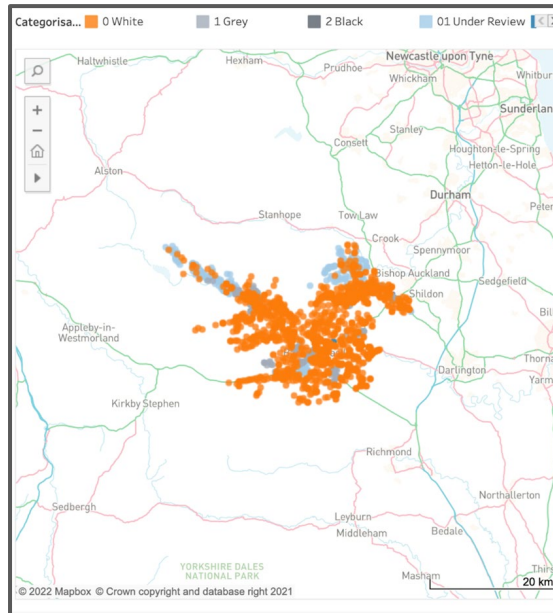 Categorisa... 0 White 1 Grey 2 Black 01 Under Review
Newcastle upon Tyne
Haltwhistle Hexham Prudhoe
Whickham Whitbur
Sunderlan
Stanley
Consett
Houghton-le-Spring
Hetton-le-Hole
Alston Durham
Peter
Stanhope Tow Law
Crook
Spennymoor
Bishop Auckland
Sedgefield
Shildon
Bil
Appleby-in-
Westmorland
Thorna
Darlington
Yarm
Kirkby Stephen
Richmond
Northallerton
Sedbergh
Leyburn
Middleham Bedale
YORKSHIRE DALES
NATIONAL PARK
Masham Thirs
20 km
© 2022 Mapbox © Crown copyright and database right 2021